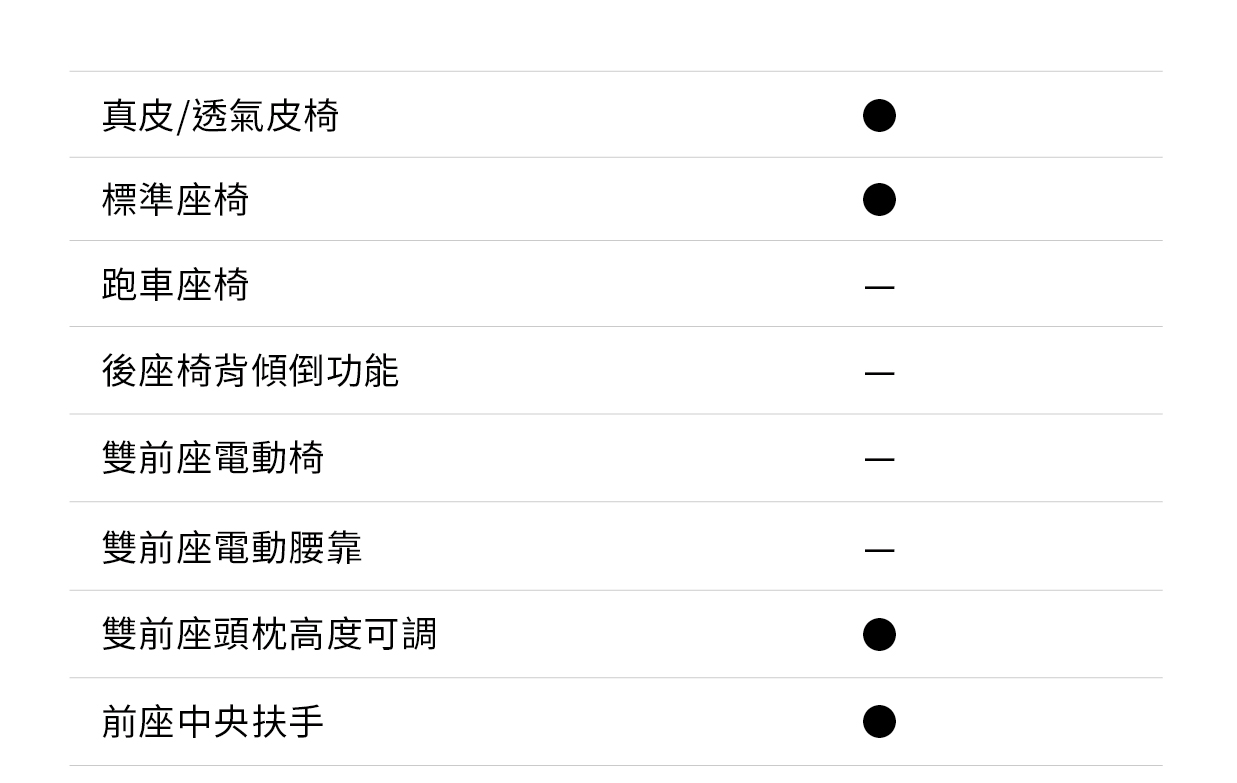 真皮/透氣皮椅 ●
標準座椅 ●
跑車座椅 —
後座椅背傾倒功能 —
雙前座電動椅 —
雙前座電動腰靠 —
雙前座頭枕高度可調 ●
前座中央扶手 ●